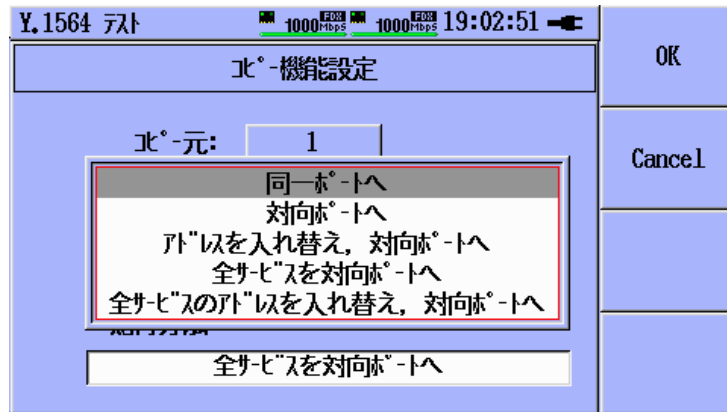 Y.1564 ﾃｽﾄ 1000 FDX Mbps 1000 FDX Mbps 19:02:51
ｺﾋﾟｰ機能設定
ｺﾋﾟｰ元: 1
同一ﾎﾟｰﾄへ
対向ﾎﾟｰﾄへ
ｱﾄﾞﾚｽを入れ替え，対向ﾎﾟｰﾄへ
全ｻｰﾋﾞｽを対向ﾎﾟｰﾄへ
全ｻｰﾋﾞｽのｱﾄﾞﾚｽを入れ替え，対向ﾎﾟｰﾄへ
全ｻｰﾋﾞｽを対向ﾎﾟｰﾄへ
OK
Cancel